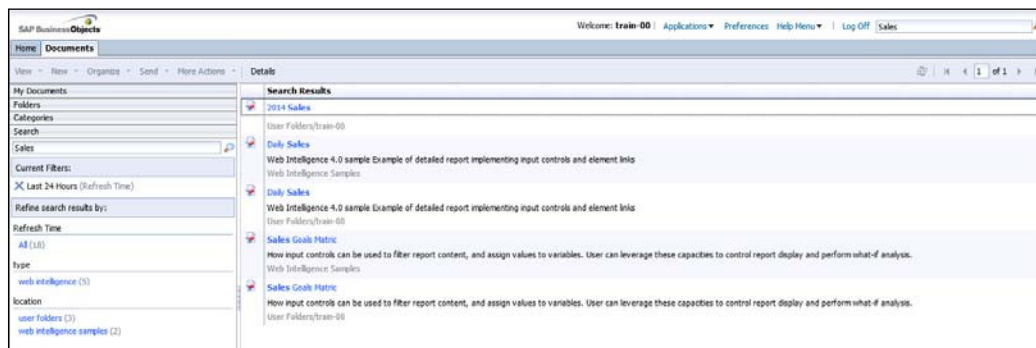 SAP BusinessObjects
Welcome: train-00 | Applications Preferences Help Menu | Log Off Sales
Home Documents
View New Organize Send More Actions Details 1 of 1
My Documents
Folders
Categories
Search
Sales
Current Filters:
Last 24 Hours (Refresh Time)
Refine search results by:
Refresh Time
All (18)
type
web intelligence (5)
location
user folders (3)
web intelligence samples (2)
Search Results
2014 Sales
User Folders/train-00
Daily Sales
Web Intelligence 4.0 sample Example of detailed report implementing input controls and element links
Web Intelligence Samples
Daily Sales
Web Intelligence 4.0 sample Example of detailed report implementing input controls and element links
User Folders/train-00
Sales Goals Matric
How input controls can be used to filter report content, and assign values to variables. User can leverage these capacities to control report display and perform what-if analysis.
Web Intelligence Samples
Sales Goals Matric
How input controls can be used to filter report content, and assign values to variables. User can leverage these capacities to control report display and perform what-if analysis.
User Folders/train-00